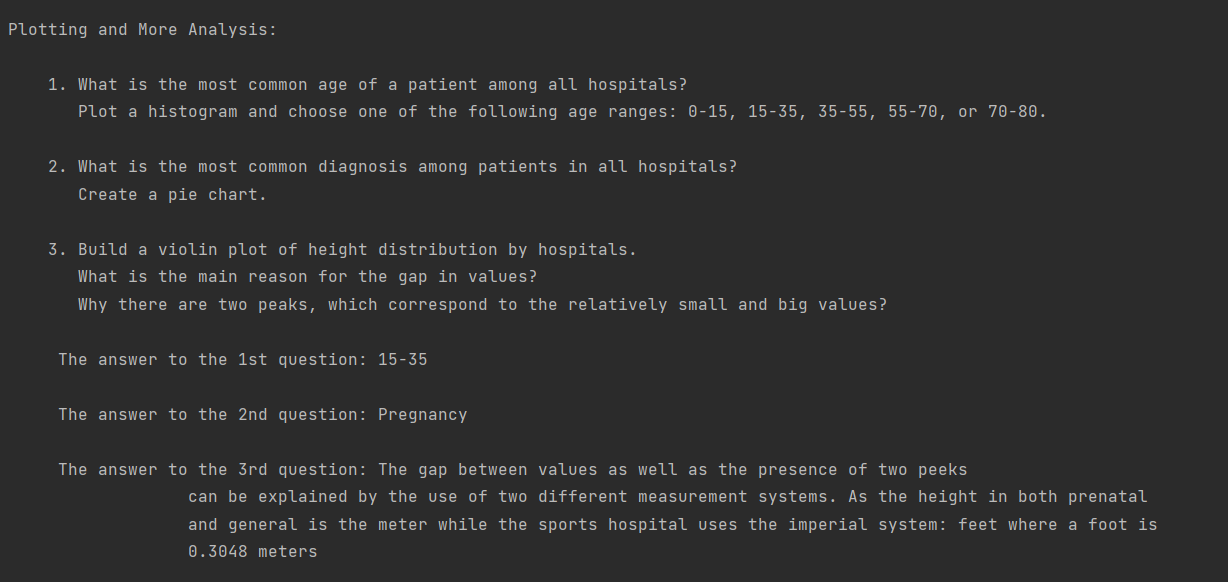 Plotting and More Analysis:
1. What is the most common age of a patient among all hospitals?
Plot a histogram and choose one of the following age ranges: 0-15, 15-35, 35-55, 55-70, or 70-80.
2. What is the most common diagnosis among patients in all hospitals?
Create a pie chart.
3. Build a violin plot of height distribution by hospitals.
What is the main reason for the gap in values?
Why there are two peaks, which correspond to the relatively small and big values?
The answer to the 1st question: 15-35
The answer to the 2nd question: Pregnancy
The answer to the 3rd question: The gap between values as well as the presence of two peeks
can be explained by the use of two different measurement systems. As the height in both prenatal
and general is the meter while the sports hospital uses the imperial system: feet where a foot is
0.3048 meters